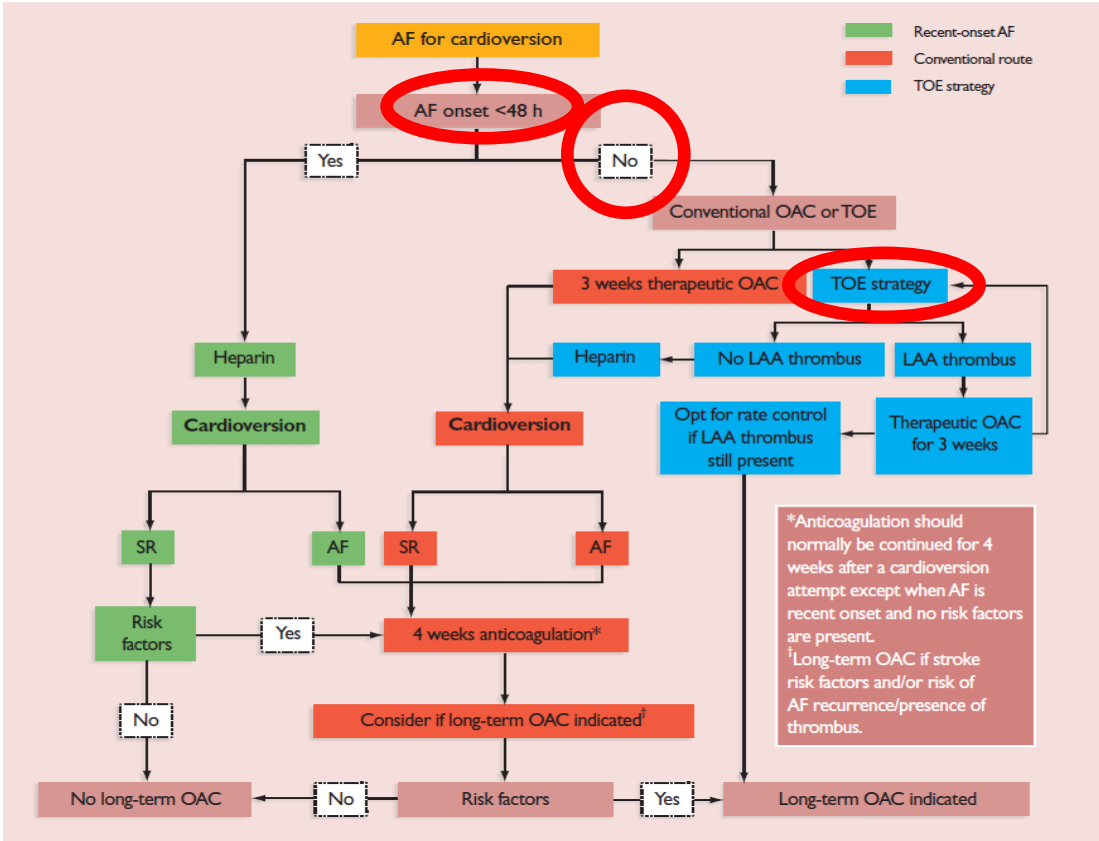 AF for cardioversion
Recent-onset AF
Conventional route
TOE strategy
AF onset <48 h
Yes
No
Conventional OAC or TOE
3 weeks therapeutic OAC
TOE strategy
Heparin
Heparin
No LAA thrombus
LAA thrombus
Cardioversion
Cardioversion
Opt for rate control
if LAA thrombus
still present
Therapeutic OAC
for 3 weeks
SR
AF
SR
AF
*Anticoagulation should
normally be continued for 4
weeks after a cardioversion
attempt except when AF is
recent onset and no risk factors
are present.
†Long-term OAC if stroke
risk factors and/or risk of
AF recurrence/presence of
thrombus.
Risk
factors
Yes
4 weeks anticoagulation*
No
Consider if long-term OAC indicated†
No long-term OAC
No
Risk factors
Yes
Long-term OAC indicated